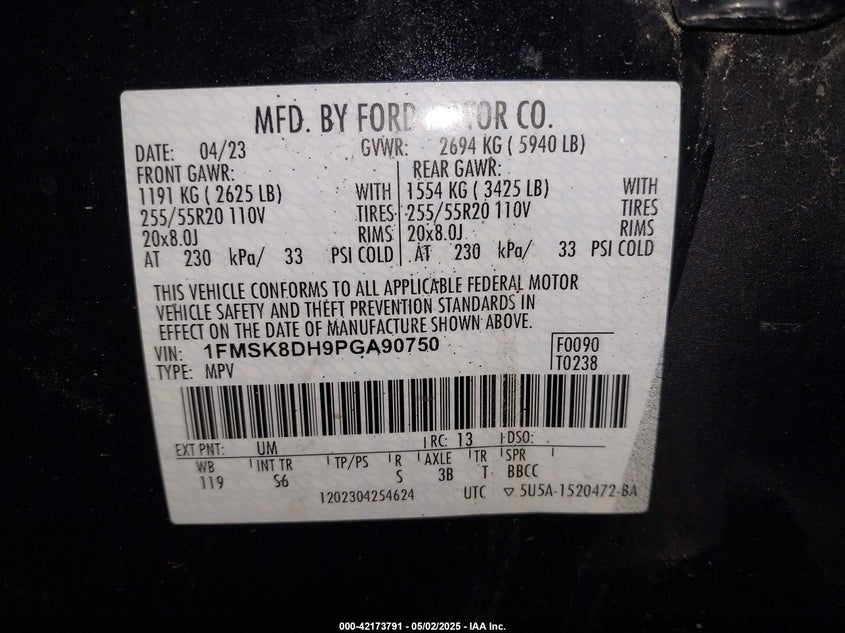 MFD. BY FORD MOTOR CO.
DATE: 04/23 GVWR: 2694 KG ( 5940 LB)
FRONT GAWR: REAR GAWR:
1191 KG ( 2625 LB) WITH 1554 KG ( 3425 LB) WITH
255/55R20 110V TIRES 255/55R20 110V TIRES
20x8.0J RIMS 20x8.0J RIMS
AT 230 kPa/ 33 PSI COLD AT 230 kPa/ 33 PSI COLD
THIS VEHICLE CONFORMS TO ALL APPLICABLE FEDERAL MOTOR
VEHICLE SAFETY AND THEFT PREVENTION STANDARDS IN
EFFECT ON THE DATE OF MANUFACTURE SHOWN ABOVE.
VIN: 1FMSK8DH9PGA90750 F0090
TYPE: MPV T0238
EXT PNT: UM RC: 13 DSO:
WB INT TR TP/PS R AXLE TR SPR
119 S6 S 3B T BBCC
1202304254624 UTC ▽ 5U5A-1520472-BA
000-42173791 - 05/02/2025 - IAA Inc.